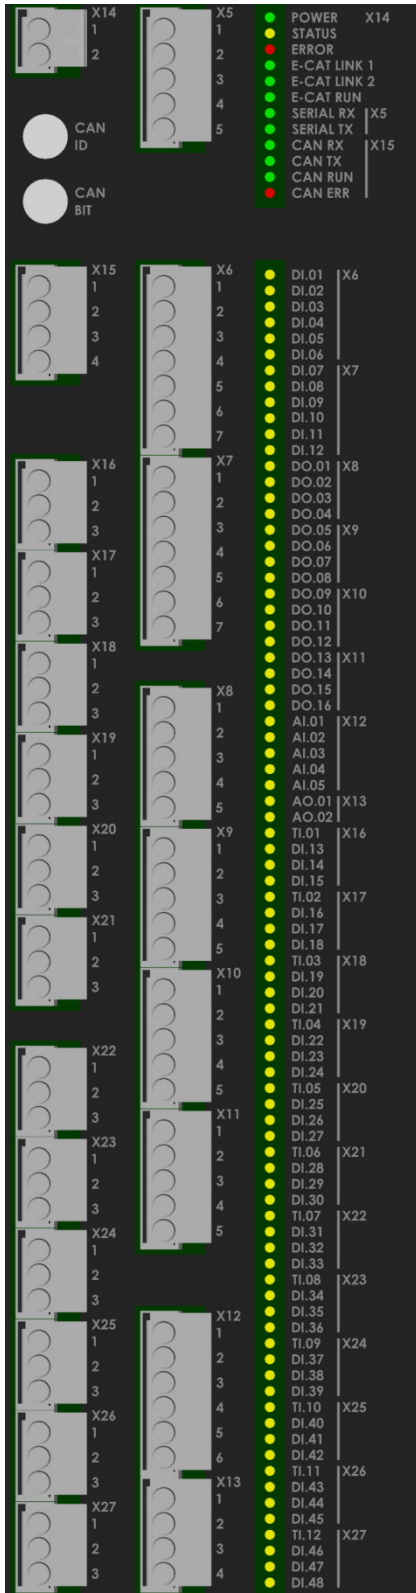 X14
1
2
CAN
ID
CAN
BIT
X15
1
2
3
4
X16
1
2
3
X17
1
2
3
X18
1
2
3
X19
1
2
3
X20
1
2
3
X21
1
2
3
X22
1
2
3
X23
1
2
3
X24
1
2
3
X25
1
2
3
X26
1
2
3
X27
1
2
3
X5
1
2
3
4
5
X6
1
2
3
4
5
6
7
X7
1
2
3
4
5
6
7
X8
1
2
3
4
5
X9
1
2
3
4
5
X10
1
2
3
4
5
X11
1
2
3
4
5
X12
1
2
3
4
5
6
X13
1
2
3
4
POWER X14
STATUS
ERROR
E-CAT LINK 1
E-CAT LINK 2
E-CAT RUN
SERIAL RX X5
SERIAL TX
CAN RX X15
CAN TX
CAN RUN
CAN ERR
DI.01 X6
DI.02
DI.03
DI.04
DI.05
DI.06
DI.07 X7
DI.08
DI.09
DI.10
DI.11
DI.12
DO.01 X8
DO.02
DO.03
DO.04
DO.05 X9
DO.06
DO.07
DO.08
DO.09 X10
DO.10
DO.11
DO.12
DO.13 X11
DO.14
DO.15
DO.16
AI.01 X12
AI.02
AI.03
AI.04
AI.05
AO.01 X13
AO.02
TI.01 X16
DI.13
DI.14
DI.15
TI.02 X17
DI.16
DI.17
DI.18
TI.03 X18
DI.19
DI.20
DI.21
TI.04 X19
DI.22
DI.23
DI.24
TI.05 X20
DI.25
DI.26
DI.27
TI.06 X21
DI.28
DI.29
DI.30
TI.07 X22
DI.31
DI.32
DI.33
TI.08 X23
DI.34
DI.35
DI.36
TI.09 X24
DI.37
DI.38
DI.39
TI.10 X25
DI.40
DI.41
DI.42
TI.11 X26
DI.43
DI.44
DI.45
TI.12 X27
DI.46
DI.47
DI.48